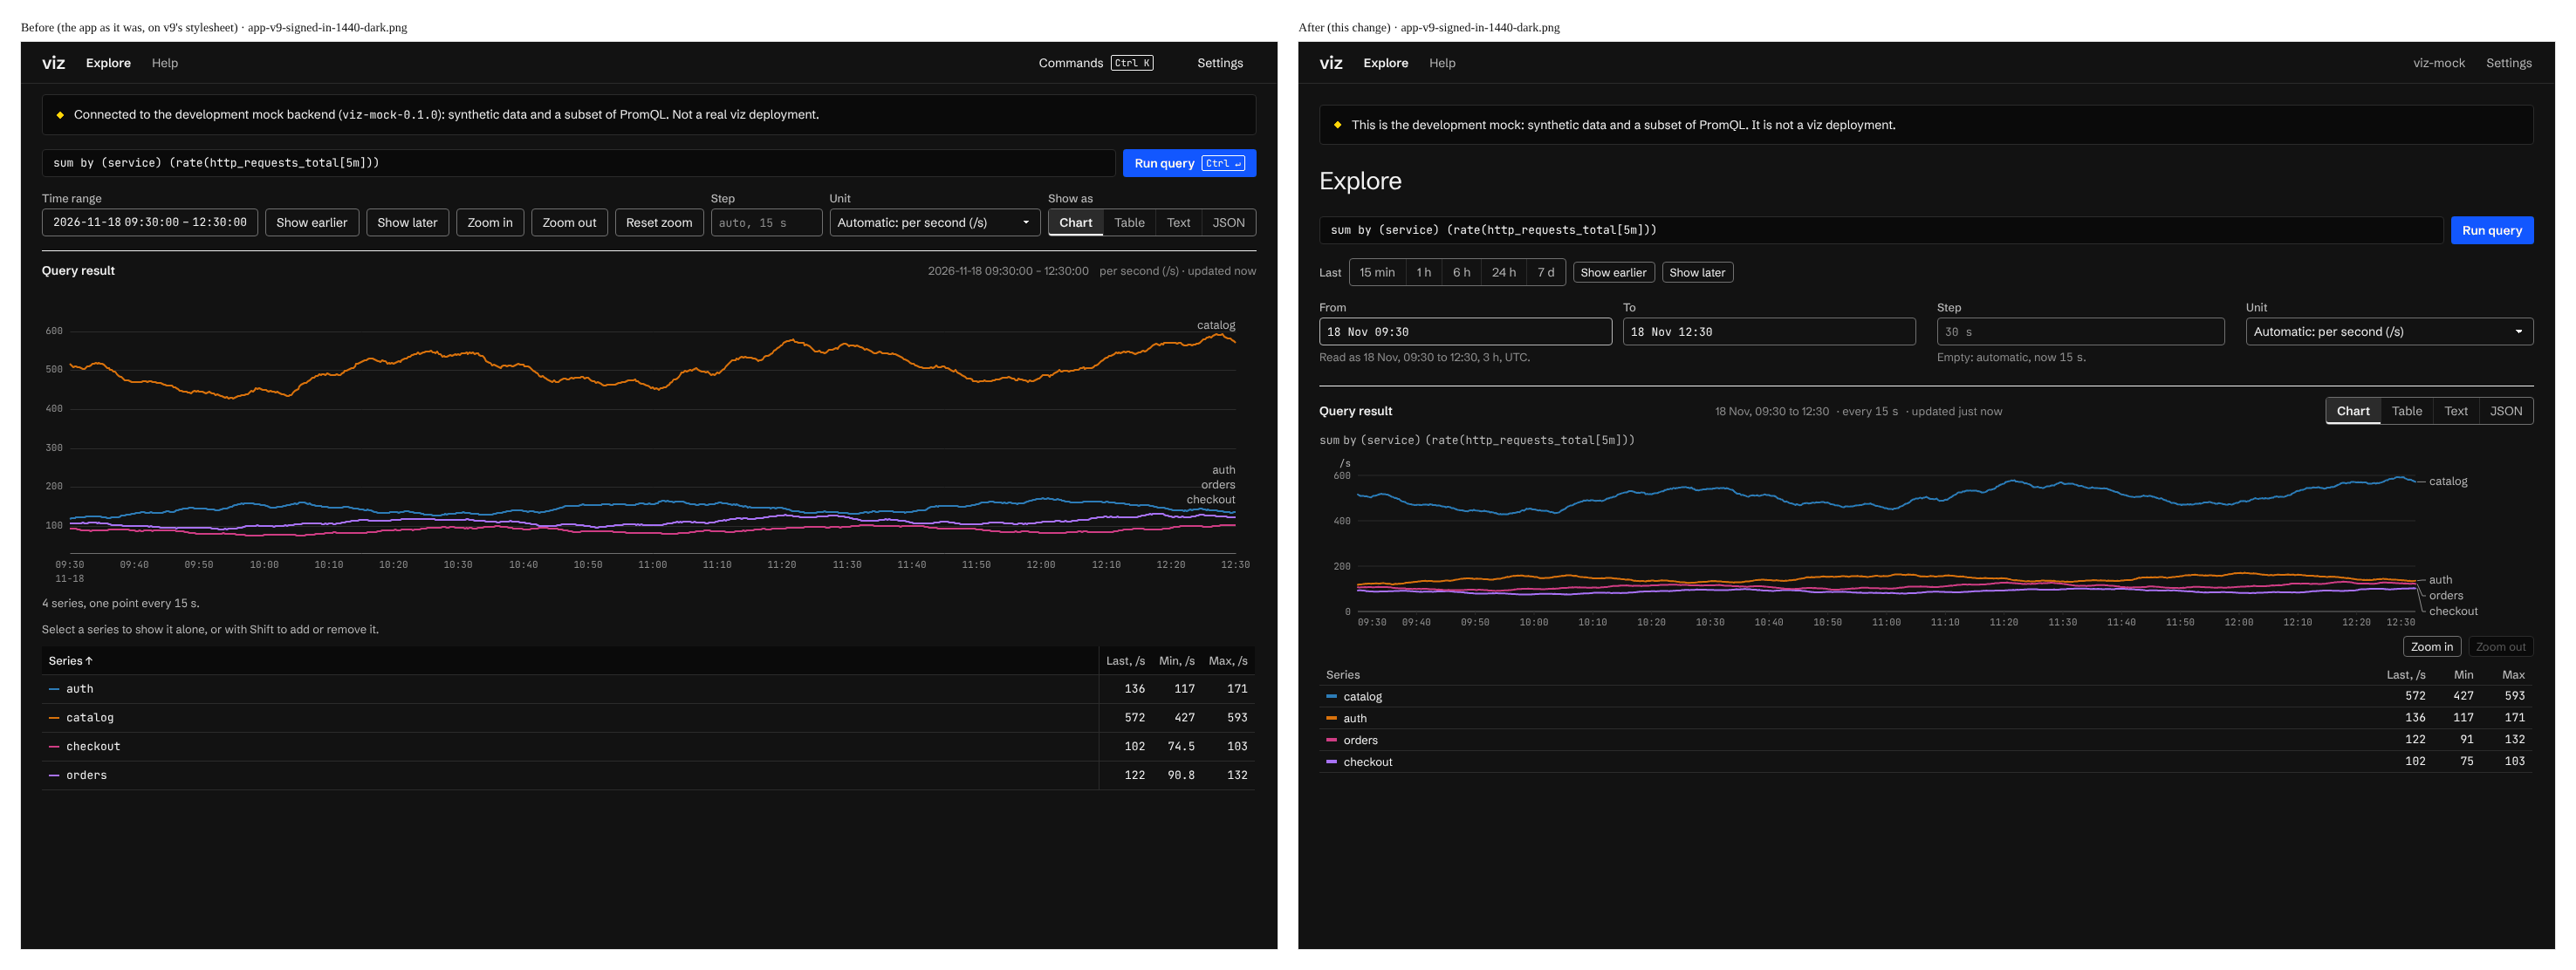 Before (the app as it was, on v9's stylesheet) · app-v9-signed-in-1440-dark.png
viz Explore Help Commands Ctrl K Settings
Connected to the development mock backend (viz-mock-0.1.0): synthetic data and a subset of PromQL. Not a real viz deployment.
sum by (service) (rate(http_requests_total[5m])) Run query Ctrl ↵
Time range Step Unit Show as
2026-11-18 09:30:00 – 12:30:00 Show earlier Show later Zoom in Zoom out Reset zoom auto, 15 s Automatic: per second (/s) Chart Table Text JSON
Query result 2026-11-18 09:30:00 – 12:30:00 per second (/s) · updated now
catalog
600
500
400
300
auth
200 orders
checkout
100
09:30 09:40 09:50 10:00 10:10 10:20 10:30 10:40 10:50 11:00 11:10 11:20 11:30 11:40 11:50 12:00 12:10 12:20 12:30
11-18
4 series, one point every 15 s.
Select a series to show it alone, or with Shift to add or remove it.
Series ↑ Last, /s Min, /s Max, /s
auth 136 117 171
catalog 572 427 593
checkout 102 74.5 103
orders 122 90.8 132
After (this change) · app-v9-signed-in-1440-dark.png
viz Explore Help viz-mock Settings
This is the development mock: synthetic data and a subset of PromQL. It is not a viz deployment.
Explore
sum by (service) (rate(http_requests_total[5m])) Run query
Last 15 min 1 h 6 h 24 h 7 d Show earlier Show later
From To Step Unit
18 Nov 09:30 18 Nov 12:30 30 s Automatic: per second (/s)
Read as 18 Nov, 09:30 to 12:30, 3 h, UTC. Empty: automatic, now 15 s.
Query result 18 Nov, 09:30 to 12:30 · every 15 s · updated just now Chart Table Text JSON
sum by (service) (rate(http_requests_total[5m]))
/s
600 catalog
400
200
auth
orders
0 checkout
09:30 09:40 09:50 10:00 10:10 10:20 10:30 10:40 10:50 11:00 11:10 11:20 11:30 11:40 11:50 12:00 12:10 12:20 12:30
Zoom in Zoom out
Series Last, /s Min Max
catalog 572 427 593
auth 136 117 171
orders 122 91 132
checkout 102 75 103